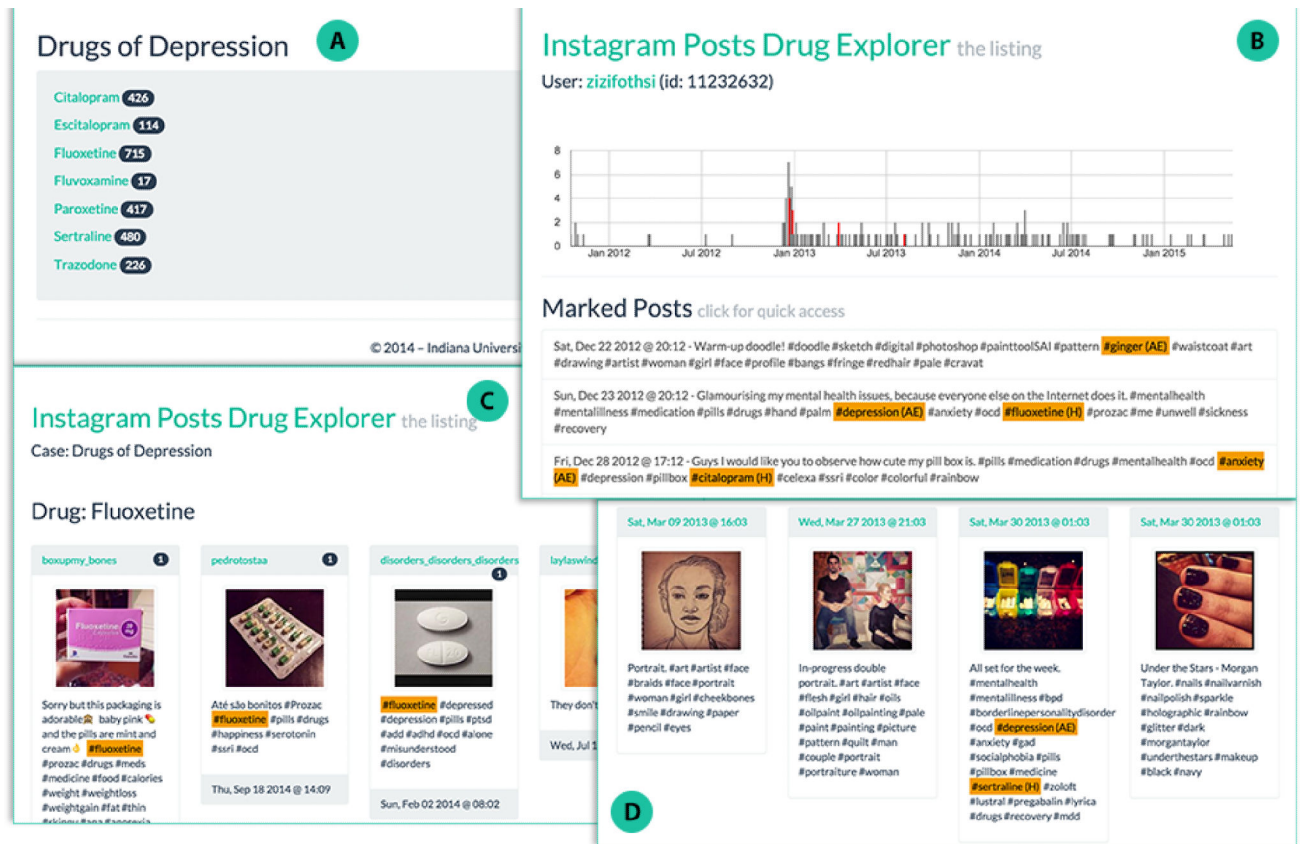 Drugs of Depression
A
Citalopram 426
Escitalopram 114
Fluoxetine 715
Fluvoxamine 17
Paroxetine 417
Sertraline 480
Trazodone 226
© 2014 – Indiana Universi
Instagram Posts Drug Explorer the listing
B
User: zizifothsi (id: 11232632)
8
6
4
2
0
Jan 2012 Jul 2012 Jan 2013 Jul 2013 Jan 2014 Jul 2014 Jan 2015
Marked Posts click for quick access
Sat, Dec 22 2012 @ 20:12 - Warm-up doodle! #doodle #sketch #digital #photoshop #painttoolSAI #pattern #ginger (AE) #waistcoat #art
#drawing #artist #woman #girl #face #profile #bangs #fringe #redhair #pale #cravat
Sun, Dec 23 2012 @ 20:12 - Glamourising my mental health issues, because everyone else on the Internet does it. #mentalhealth
#mentalillness #medication #pills #drugs #hand #palm #depression (AE) #anxiety #ocd #fluoxetine (H) #prozac #me #unwell #sickness
#recovery
Fri, Dec 28 2012 @ 17:12 - Guys I would like you to observe how cute my pill box is. #pills #medication #drugs #mentalhealth #ocd #anxiety
(AE) #depression #pillbox #citalopram (H) #celexa #ssri #color #colorful #rainbow
Instagram Posts Drug Explorer the listing
C
Case: Drugs of Depression
Drug: Fluoxetine
boxupmy_bones 1
Fluoxetine
Sorry but this packaging is
adorable baby pink
and the pills are mint and
cream #fluoxetine
#prozac #drugs #meds
#medicine #food #calories
#weight #weightloss
#weightgain #fat #thin
#skinny #ana #anorexia
pedrotostaa 1
Até são bonitos #Prozac
#fluoxetine #pills #drugs
#happiness #serotonin
#ssri #ocd
Thu, Sep 18 2014 @ 14:09
disorders_disorders_disorders
1
#fluoxetine #depressed
#depression #pills #ptsd
#add #adhd #ocd #alone
#misunderstood
#disorders
Sun, Feb 02 2014 @ 08:02
laylaswind
They don't
Wed, Jul 1
Sat, Mar 09 2013 @ 16:03
Portrait. #art #artist #face
#braids #face #portrait
#woman #girl #cheekbones
#smile #drawing #paper
#pencil #eyes
Wed, Mar 27 2013 @ 21:03
In-progress double
portrait. #art #artist #face
#flesh #girl #hair #oils
#oilpaint #oilpainting #pale
#paint #painting #picture
#pattern #quilt #man
#couple #portrait
#portraiture #woman
Sat, Mar 30 2013 @ 01:03
All set for the week.
#mentalhealth
#mentalillness #bpd
#borderlinepersonalitydisorder
#ocd #depression (AE)
#anxiety #gad
#socialphobia #pills
#pillbox #medicine
#sertraline (H) #zoloft
#lustral #pregabalin #lyrica
#drugs #recovery #mdd
Sat, Mar 30 2013 @ 01:03
Under the Stars - Morgan
Taylor. #nails #nailvarnish
#nailpolish #sparkle
#holographic #rainbow
#glitter #dark
#morgantaylor
#underthestars #makeup
#black #navy
D